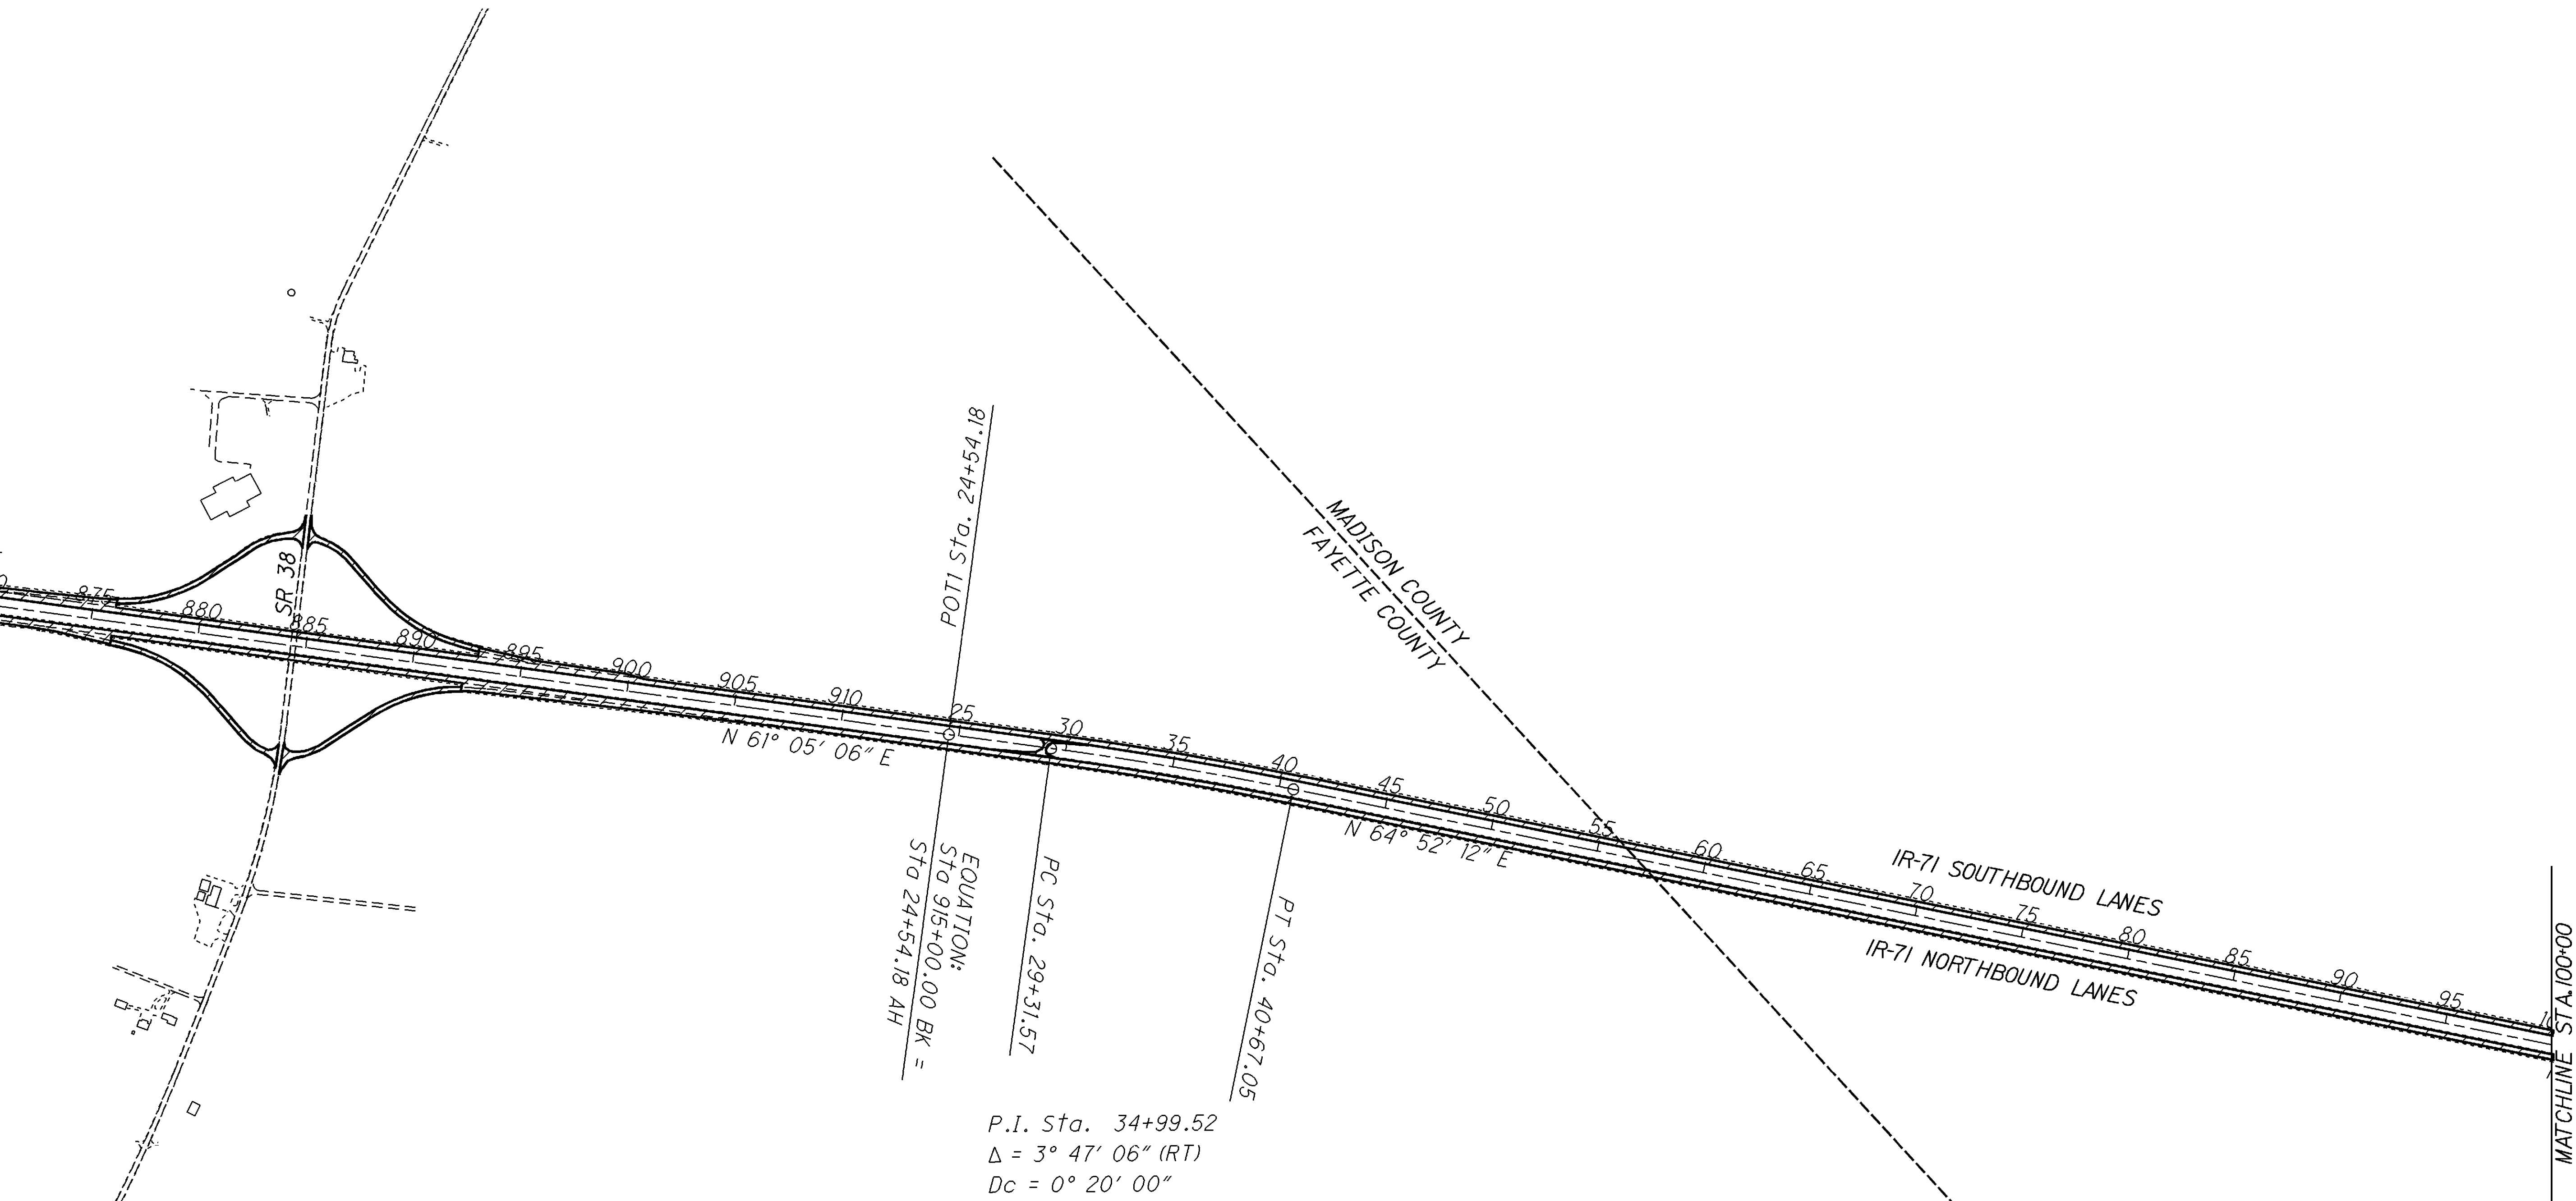 POT1 Sta. 24+54.18
MADISON COUNTY
FAYETTE COUNTY
SR 38
875
880
885
890
895
900
905
910
25
30
35
40
45
50
55
60
65
70
75
80
85
90
95
N 61° 05' 06" E
N 64° 52' 12" E
IR-71 SOUTHBOUND LANES
IR-71 NORTHBOUND LANES
EQUATION:
Sta 915+00.00 BK =
Sta 24+54.18 AH
PC Sta. 29+31.57
PT Sta. 40+67.05
MATCHLINE STA.100+00
P.I. Sta. 34+99.52
Δ = 3° 47' 06" (RT)
Dc = 0° 20' 00"